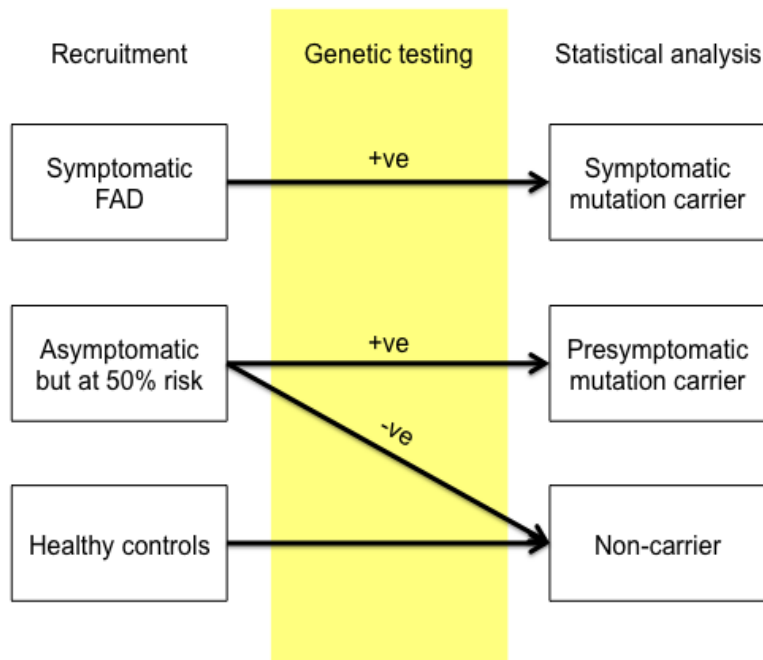 Recruitment
Genetic testing
Statistical analysis
Symptomatic
FAD
+ve
Symptomatic
mutation carrier
Asymptomatic
but at 50% risk
+ve
Presymptomatic
mutation carrier
-ve
Healthy controls
Non-carrier